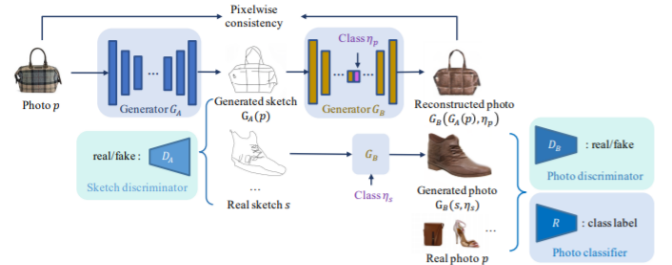 Pixelwise
consistency
Class η_p
... ...
Photo p
Generator G_A
Generated sketch
G_A(p)
Generator G_B
Reconstructed photo
G_B(G_A(p), η_p)
real/fake :
D_A
Sketch discriminator
...
Real sketch s
G_B
Class η_s
Generated photo
G_B(s, η_s)
...
Real photo p
D_B
: real/fake
Photo discriminator
R
: class label
Photo classifier